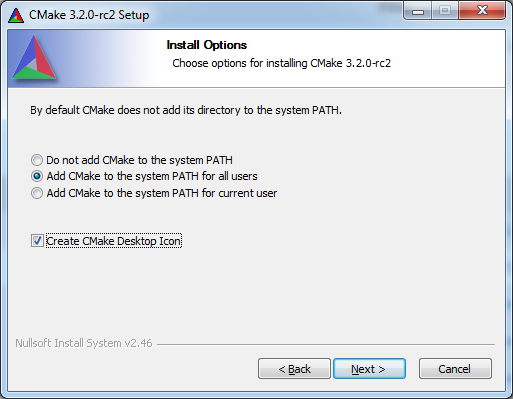 CMake 3.2.0-rc2 Setup
Install Options
Choose options for installing CMake 3.2.0-rc2
By default CMake does not add its directory to the system PATH.
Do not add CMake to the system PATH
Add CMake to the system PATH for all users
Add CMake to the system PATH for current user
Create CMake Desktop Icon
Nullsoft Install System v2.46
< Back
Next >
Cancel